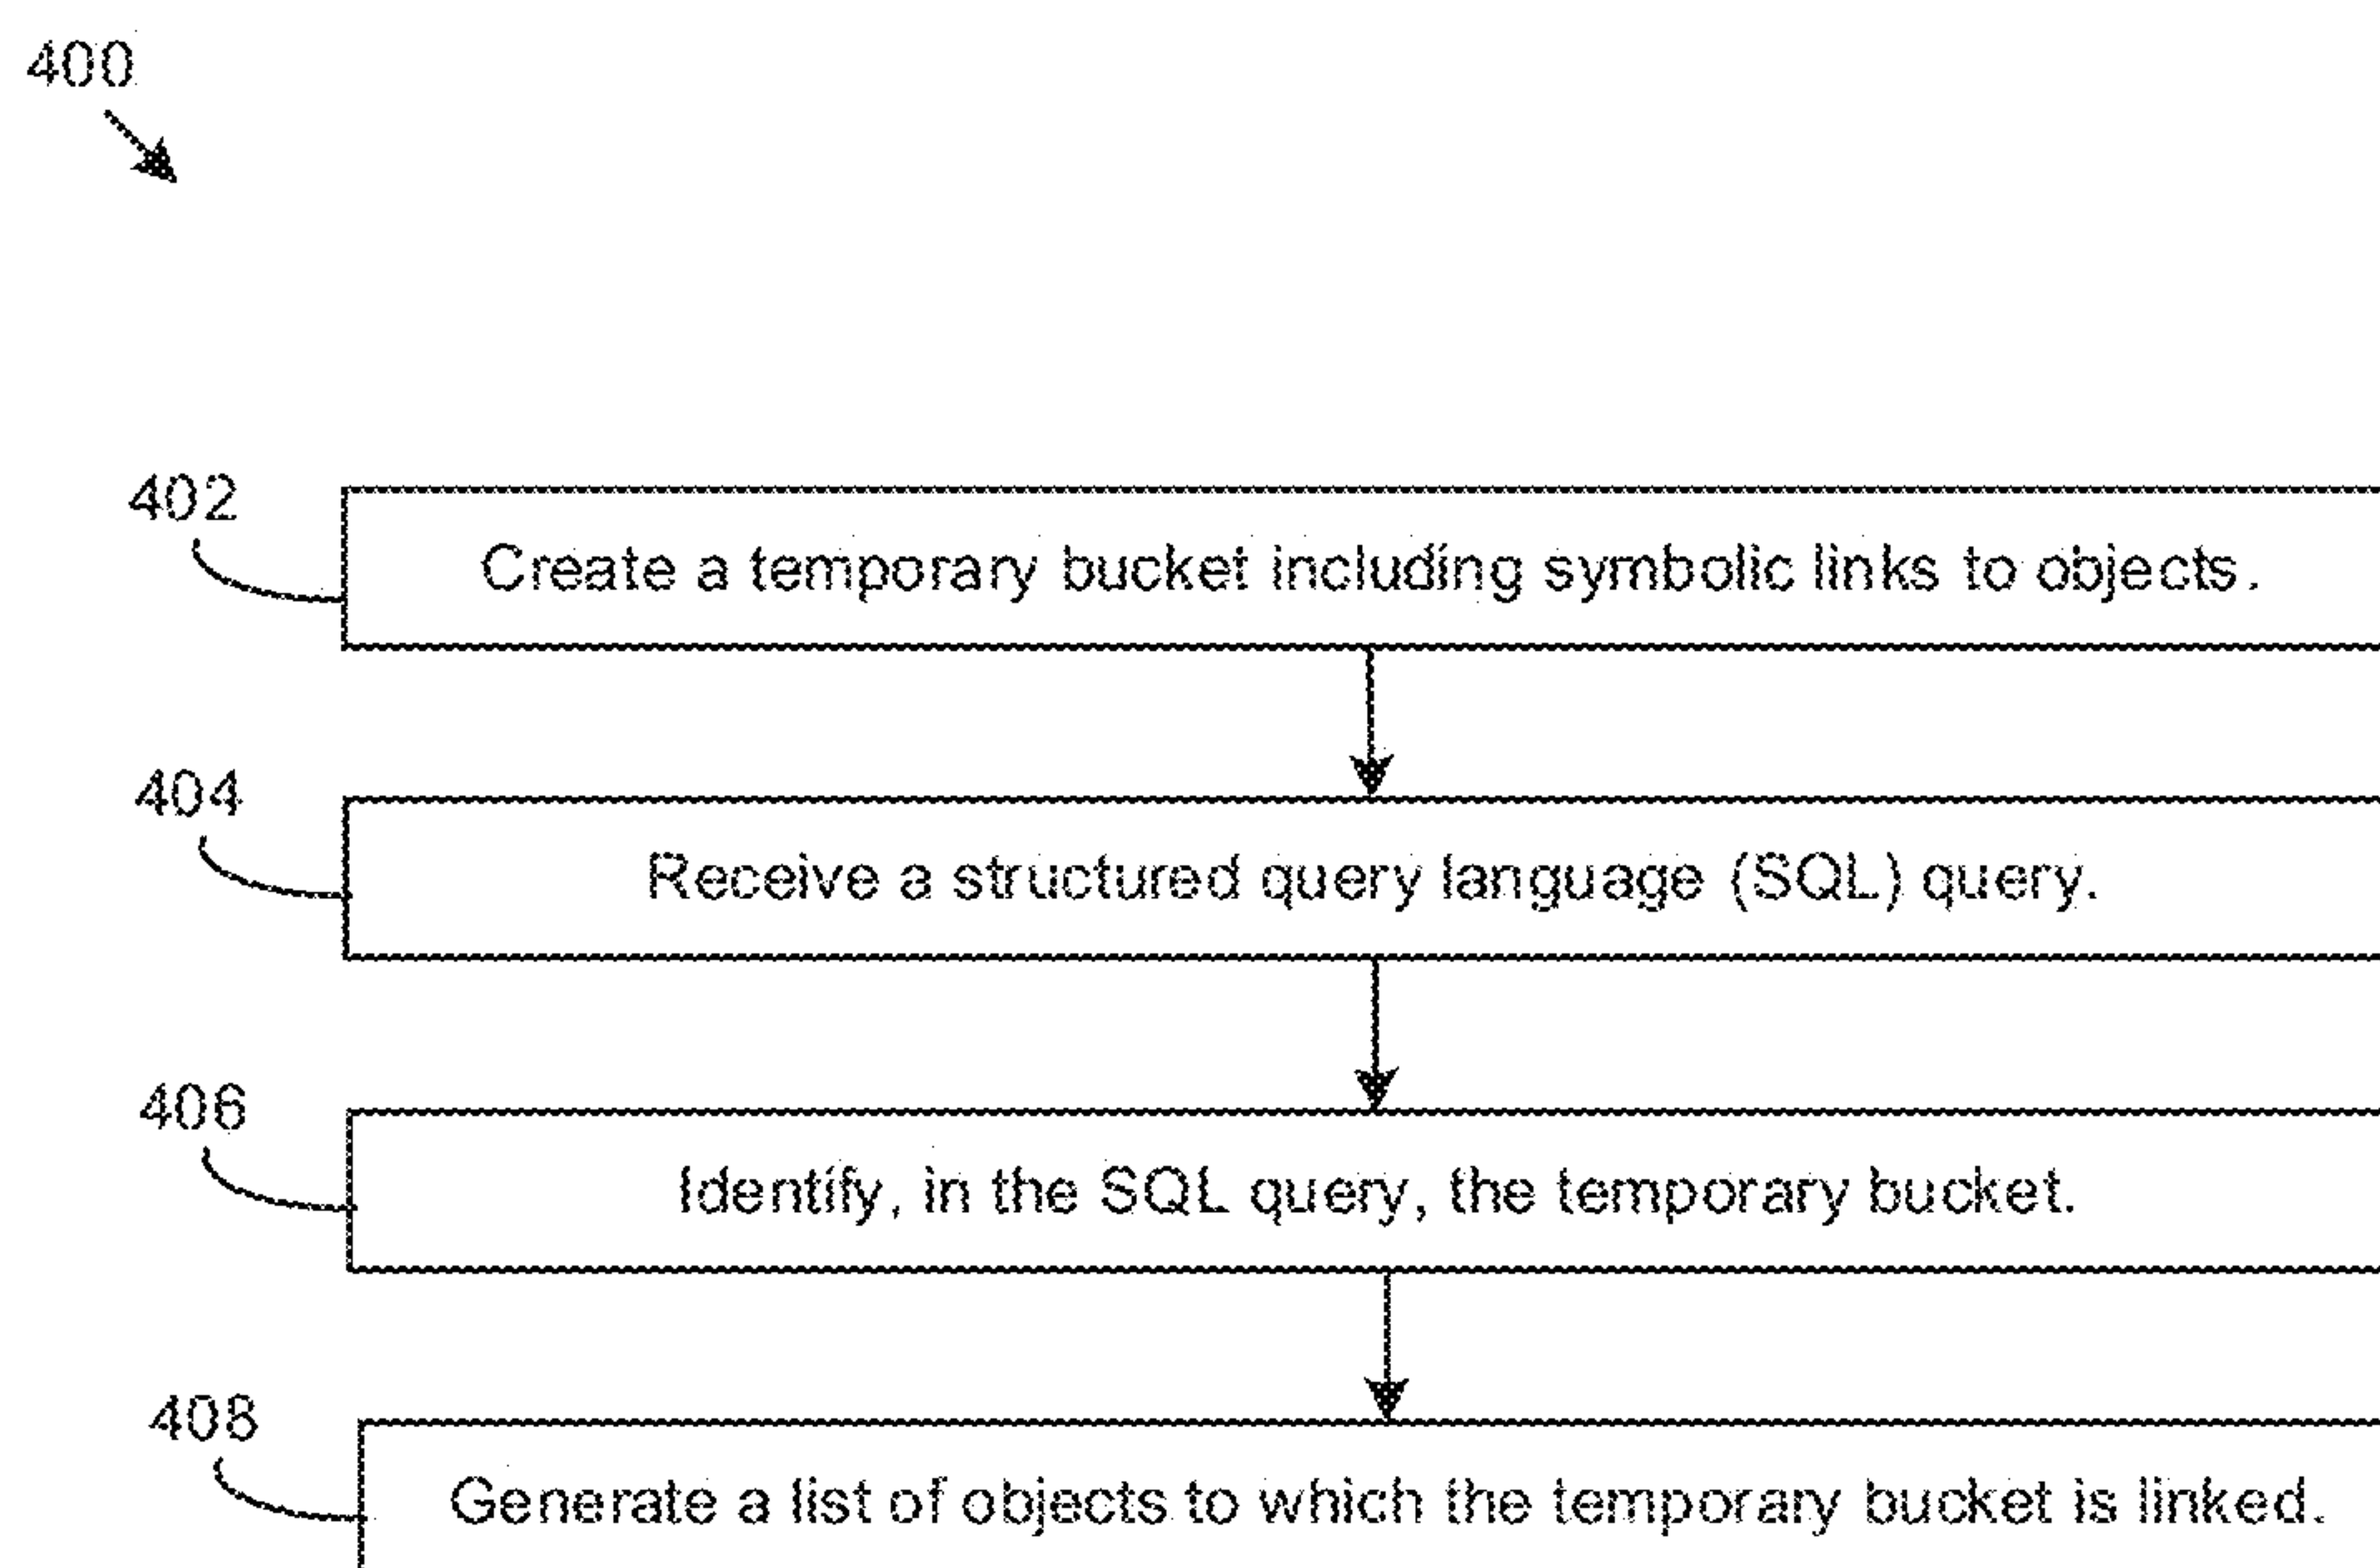 400
402
Create a temporary bucket including symbolic links to objects.
404
Receive a structured query language (SQL) query.
406
Identify, in the SQL query, the temporary bucket.
408
Generate a list of objects to which the temporary bucket is linked.